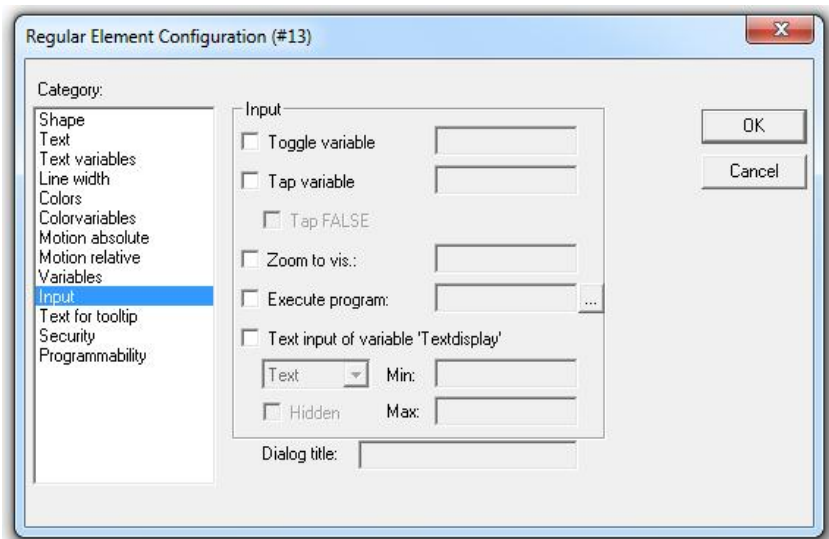 Regular Element Configuration (#13)
Category:
Shape
Text
Text variables
Line width
Colors
Colorvariables
Motion absolute
Motion relative
Variables
Input
Text for tooltip
Security
Programmability
Input
Toggle variable
Tap variable
Tap FALSE
Zoom to vis.:
Execute program:
...
Text input of variable 'Textdisplay'
Text Min:
Hidden Max:
Dialog title:
OK
Cancel